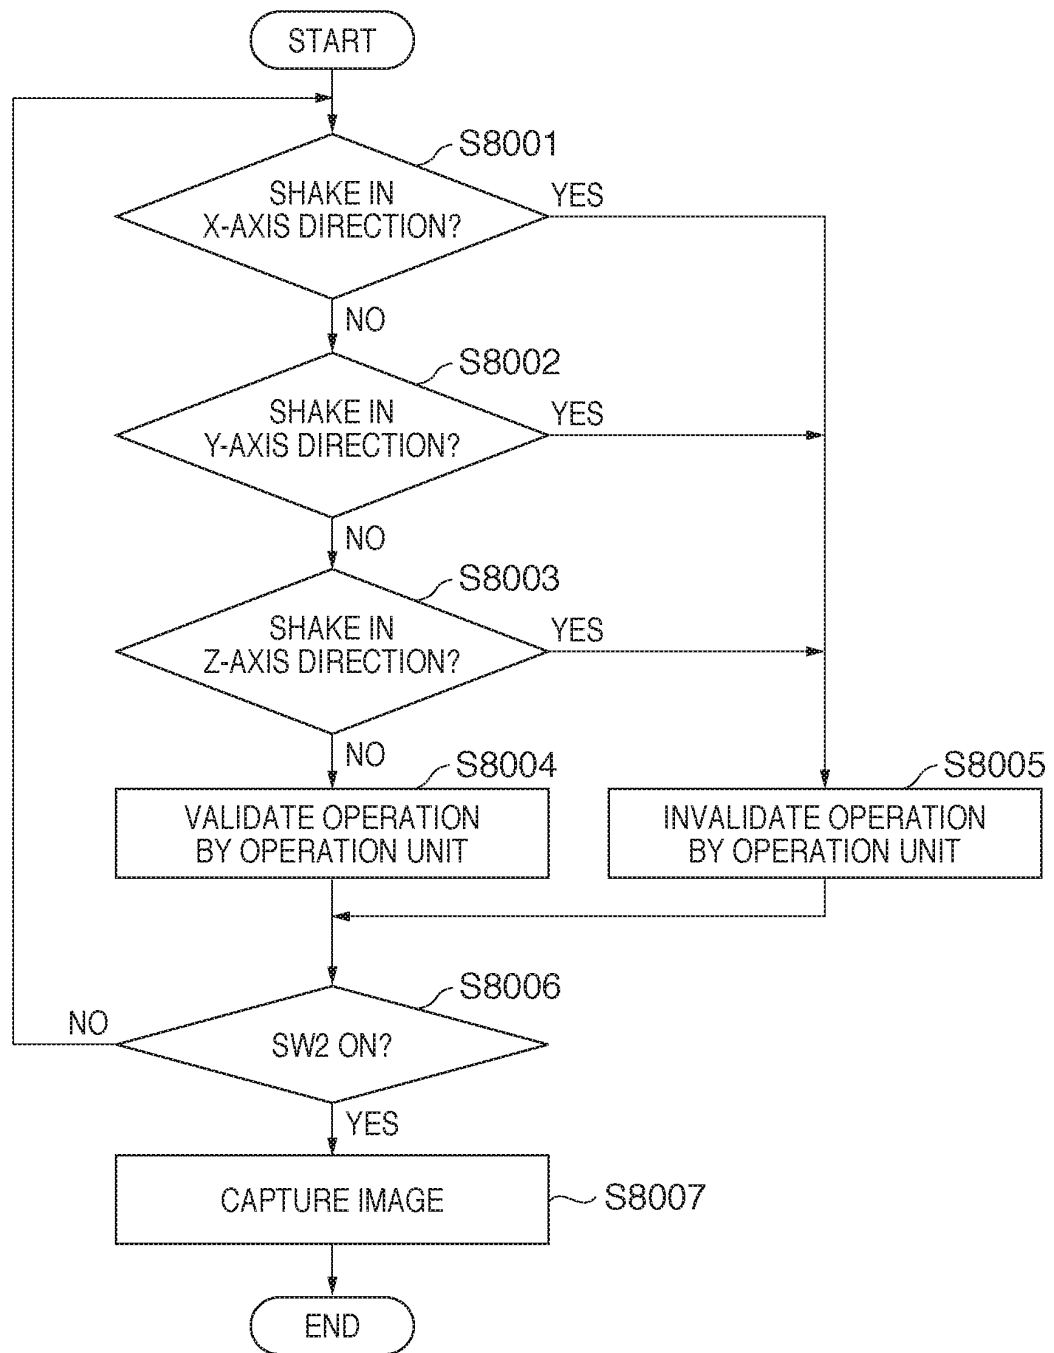 START
S8001
SHAKE IN
X-AXIS DIRECTION?
YES
NO
S8002
SHAKE IN
Y-AXIS DIRECTION?
YES
NO
S8003
SHAKE IN
Z-AXIS DIRECTION?
YES
NO
S8004
VALIDATE OPERATION
BY OPERATION UNIT
S8005
INVALIDATE OPERATION
BY OPERATION UNIT
S8006
NO
SW2 ON?
YES
CAPTURE IMAGE
S8007
END